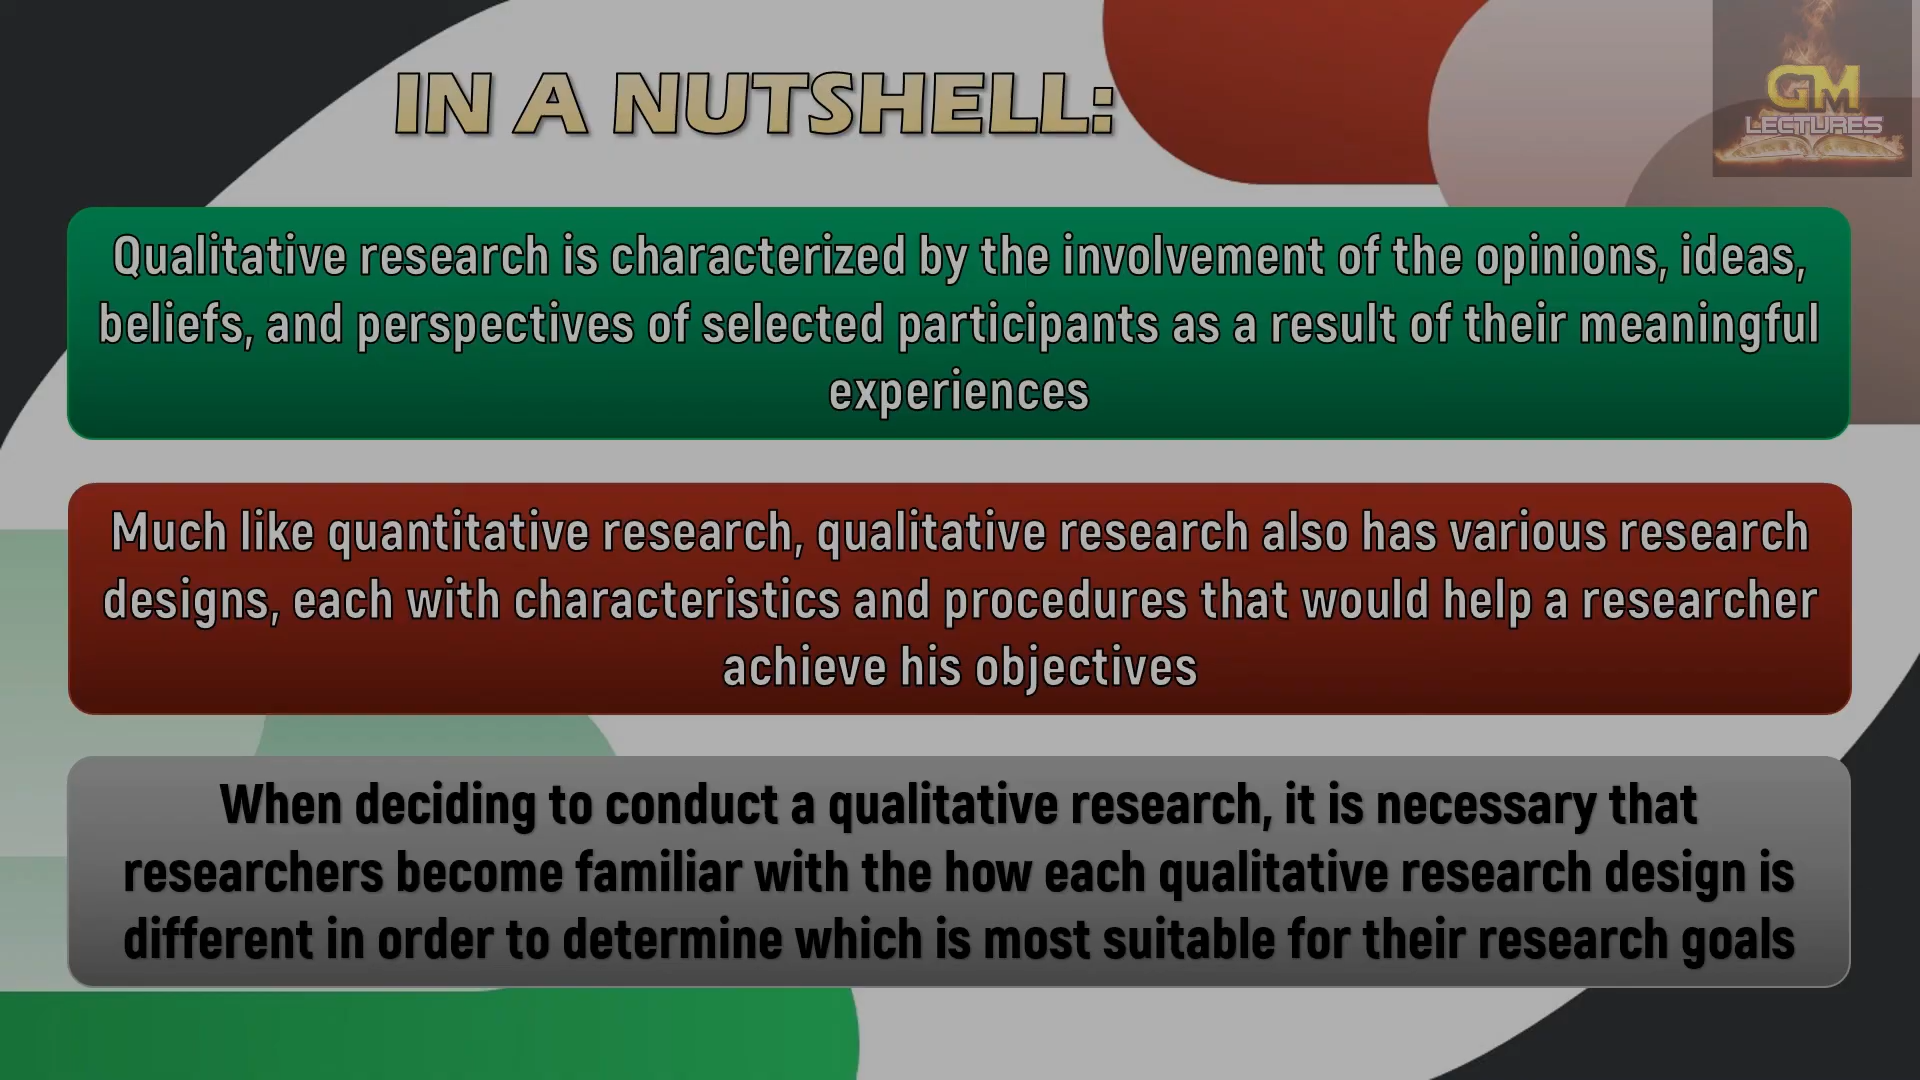 IN A NUTSHELL:
GM
LECTURES
Qualitative research is characterized by the involvement of the opinions, ideas,
beliefs, and perspectives of selected participants as a result of their meaningful
experiences
Much like quantitative research, qualitative research also has various research
designs, each with characteristics and procedures that would help a researcher
achieve his objectives
When deciding to conduct a qualitative research, it is necessary that
researchers become familiar with the how each qualitative research design is
different in order to determine which is most suitable for their research goals